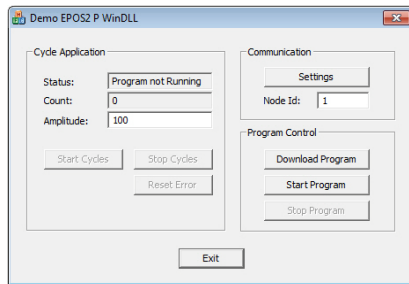 Demo EPOS2 P WinDLL
Cycle Application
Status: Program not Running
Count: 0
Amplitude: 100
Start Cycles Stop Cycles
Reset Error
Communication
Settings
Node Id: 1
Program Control
Download Program
Start Program
Stop Program
Exit